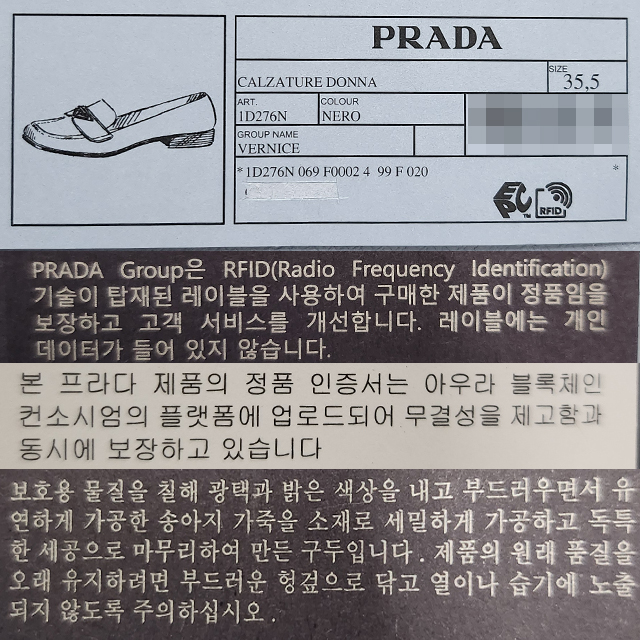 PRADA
CALZATURE DONNA
SIZE
35,5
ART.
1D276N
COLOUR
NERO
GROUP NAME
VERNICE
*1D276N 069 F0002 4 99 F 020 *
EPC™ RFID
PRADA Group은 RFID(Radio Frequency Identification)
기술이 탑재된 레이블을 사용하여 구매한 제품이 정품임을
보장하고 고객 서비스를 개선합니다. 레이블에는 개인
데이터가 들어 있지 않습니다.
본 프라다 제품의 정품 인증서는 아우라 블록체인
컨소시엄의 플랫폼에 업로드되어 무결성을 제고함과
동시에 보장하고 있습니다
보호용 물질을 칠해 광택과 밝은 색상을 내고 부드러우면서 유
연하게 가공한 송아지 가죽을 소재로 세밀하게 가공하고 독특
한 세공으로 마무리하여 만든 구두입니다. 제품의 원래 품질을
오래 유지하려면 부드러운 헝겊으로 닦고 열이나 습기에 노출
되지 않도록 주의하십시오.